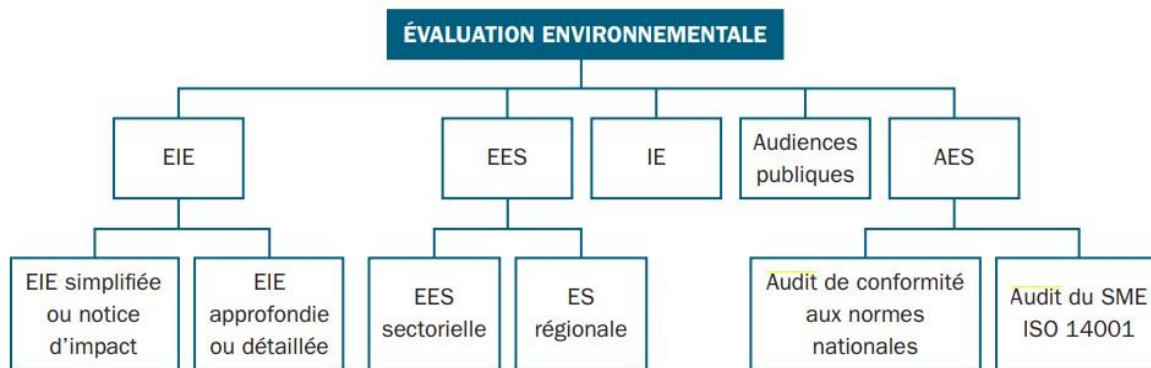 ÉVALUATION ENVIRONNEMENTALE
EIE
EES
IE
Audiences
publiques
AES
EIE simplifiée
ou notice
d'impact
EIE
approfondie
ou détaillée
EES
sectorielle
ES
régionale
Audit de conformité
aux normes
nationales
Audit du SME
ISO 14001